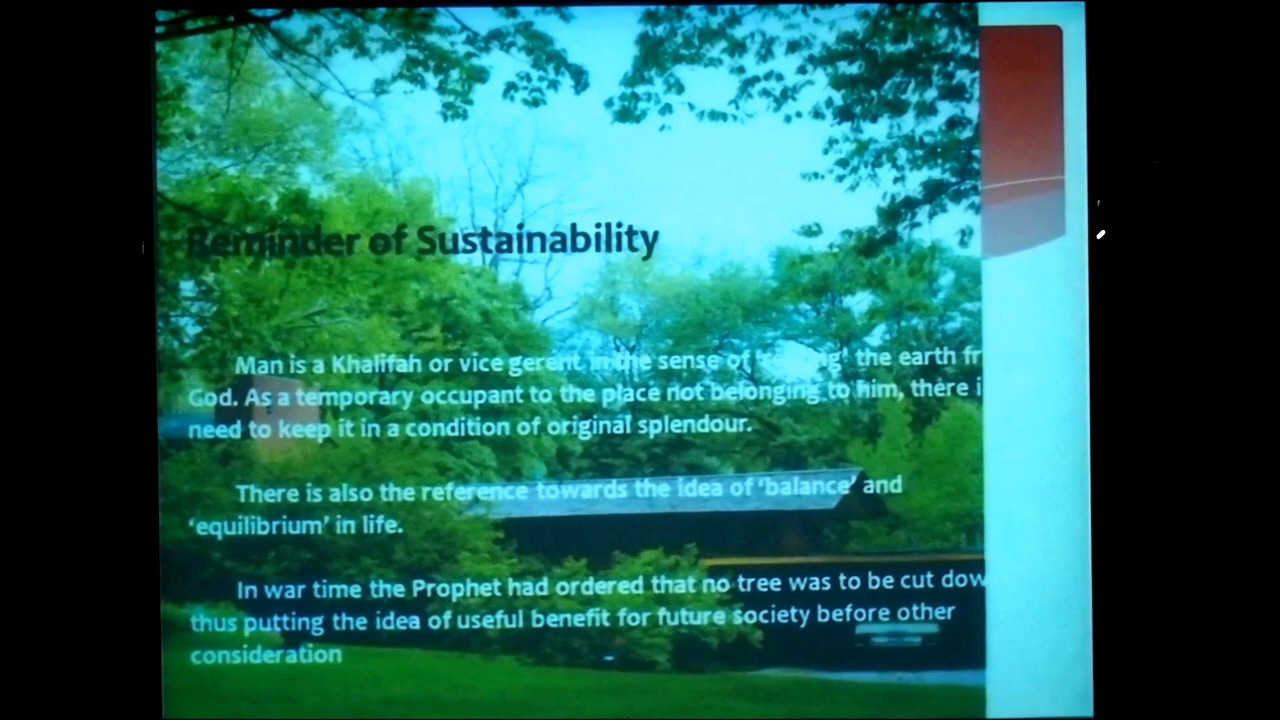 Reminder of Sustainability
Man is a Khalifah or vice gerent in the sense of the earth
God. As a temporary occupant to the place not belonging to him, there
need to keep it in a condition of original splendour.
There is also the reference towards the idea of ‘balance’ and
‘equilibrium’ in life.
In war time the Prophet had ordered that no tree was to be cut
thus putting the idea of useful benefit for future society before other
consideration